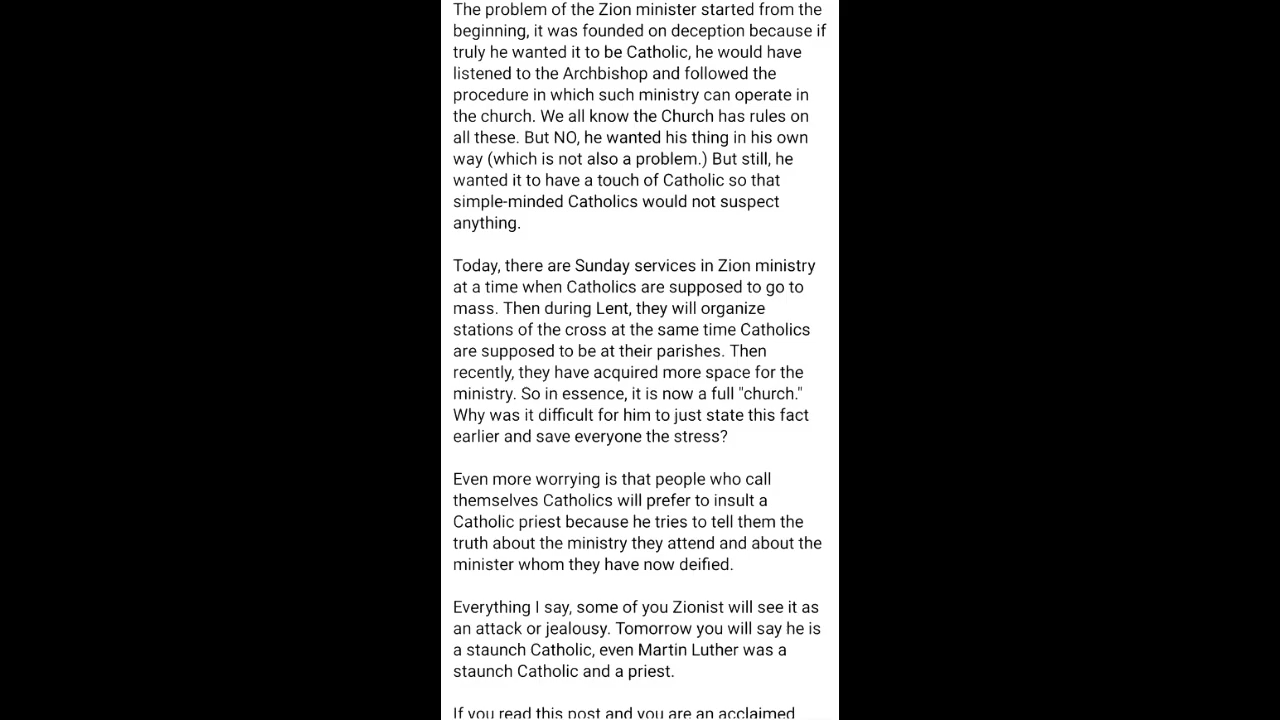 The problem of the Zion minister started from the
beginning, it was founded on deception because if
truly he wanted it to be Catholic, he would have
listened to the Archbishop and followed the
procedure in which such ministry can operate in
the church. We all know the Church has rules on
all these. But NO, he wanted his thing in his own
way (which is not also a problem.) But still, he
wanted it to have a touch of Catholic so that
simple-minded Catholics would not suspect
anything.
Today, there are Sunday services in Zion ministry
at a time when Catholics are supposed to go to
mass. Then during Lent, they will organize
stations of the cross at the same time Catholics
are supposed to be at their parishes. Then
recently, they have acquired more space for the
ministry. So in essence, it is now a full "church."
Why was it difficult for him to just state this fact
earlier and save everyone the stress?
Even more worrying is that people who call
themselves Catholics will prefer to insult a
Catholic priest because he tries to tell them the
truth about the ministry they attend and about the
minister whom they have now deified.
Everything I say, some of you Zionist will see it as
an attack or jealousy. Tomorrow you will say he is
a staunch Catholic, even Martin Luther was a
staunch Catholic and a priest.
If you read this post and you are an acclaimed